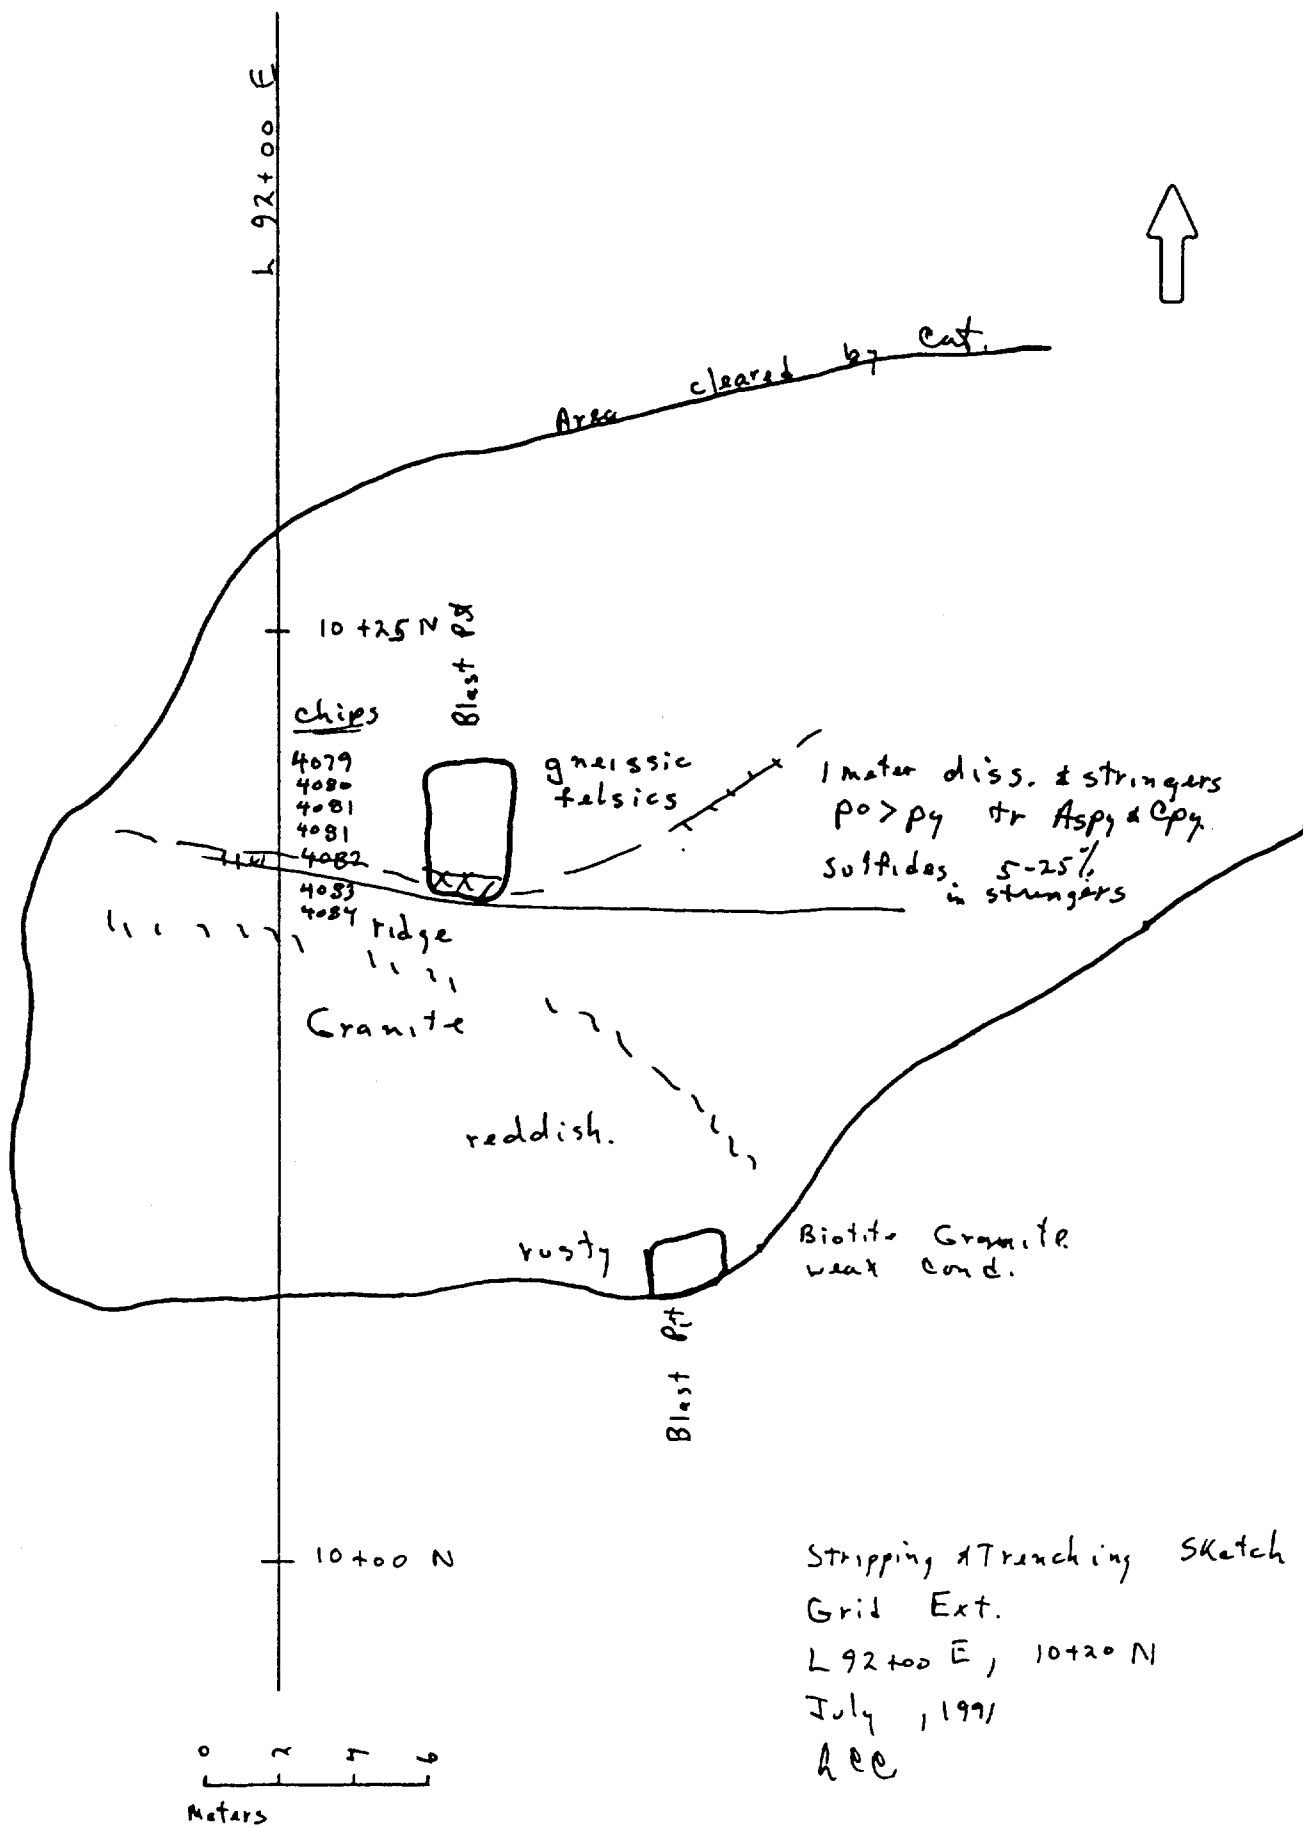 L 92+00 E
Area cleared by Cat.
10+25 N
Blast Pit
chips
4079
4080
4081
4081
4082
4083
4084
gneissic
felsics
1 meter diss. & stringers
po>py tr Aspy & Cpy
sulfides 5-25%
in stringers
ridge
Granite
reddish.
rusty
Biotite Granite
weak cond.
Blast Pit
10+00 N
Stripping & Trenching Sketch
Grid Ext.
L 92+00 E, 10+20 N
July , 1991
0 2 4 6
Meters